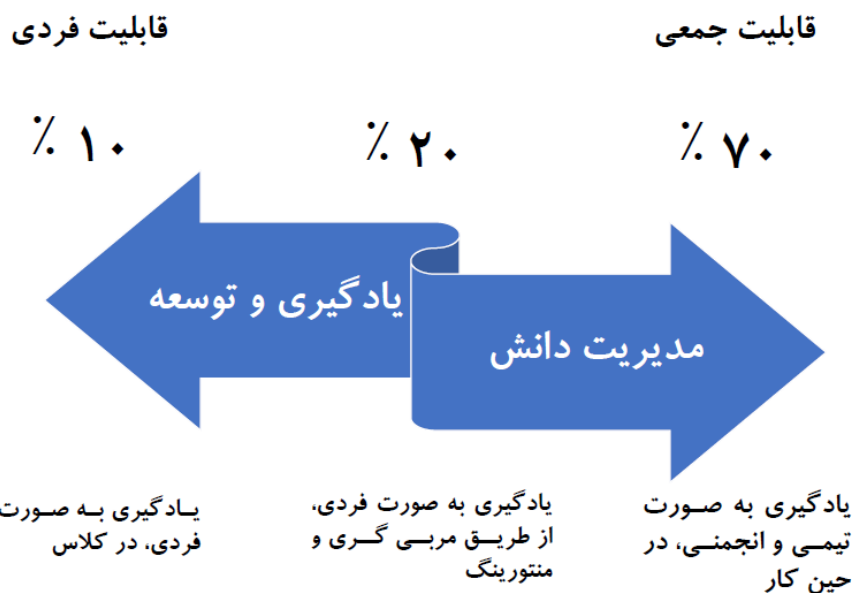 قابلیت جمعی
قابلیت فردی
٪ ۷۰
٪ ۲۰
٪ ۱۰
یادگیری و توسعه
مدیریت دانش
یادگیری به صورت
تیمی و انجمنی، در
حین کار
یادگیری به صورت فردی،
از طریق مربی گری و
منتورینگ
یادگیری به صورت
فردی، در کلاس